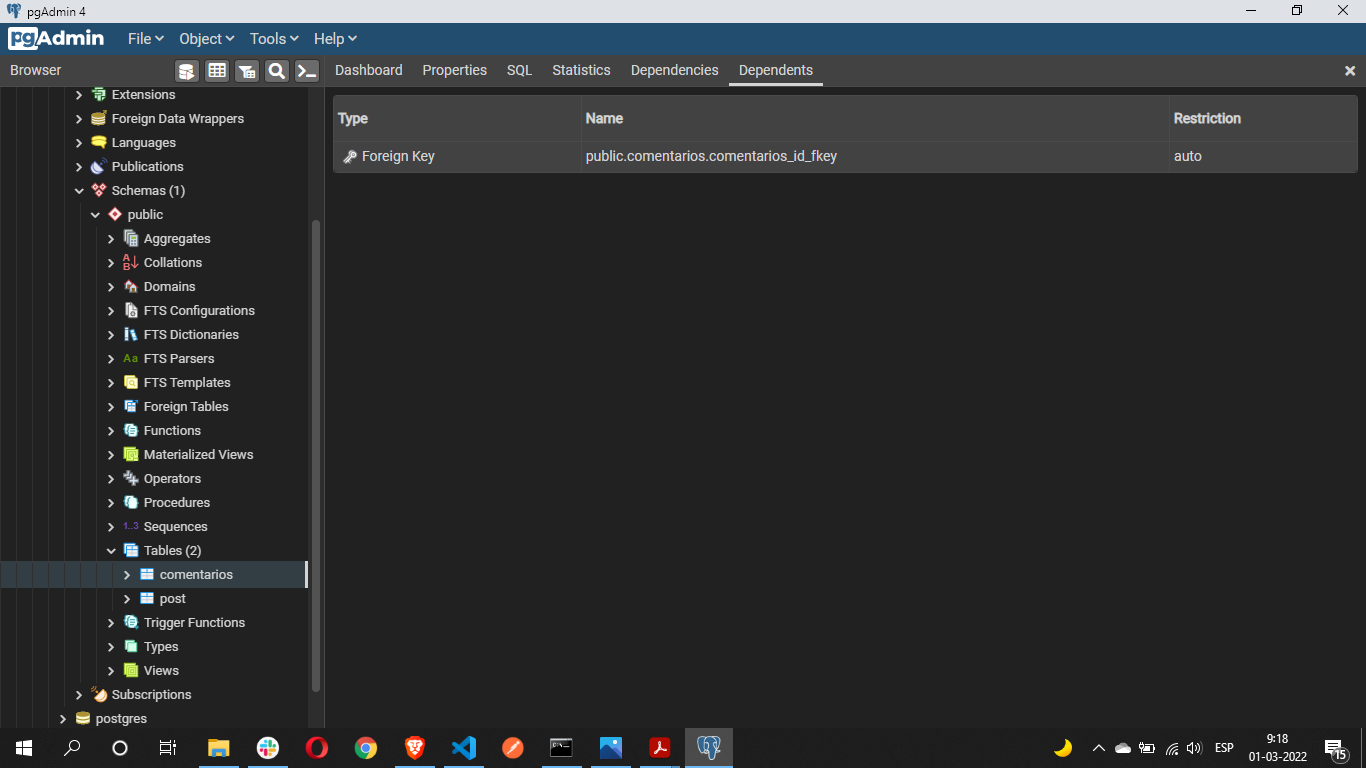 pgAdmin 4
pgAdmin File Object Tools Help
Browser
Dashboard Properties SQL Statistics Dependencies Dependents
Extensions
Foreign Data Wrappers
Languages
Publications
Schemas (1)
public
Aggregates
Collations
Domains
FTS Configurations
FTS Dictionaries
Aa FTS Parsers
FTS Templates
Foreign Tables
Functions
Materialized Views
Operators
Procedures
1..3 Sequences
Tables (2)
comentarios
post
Trigger Functions
Types
Views
Subscriptions
postgres
Type Name Restriction
Foreign Key public.comentarios.comentarios_id_fkey auto
ESP
9:18
01-03-2022
15